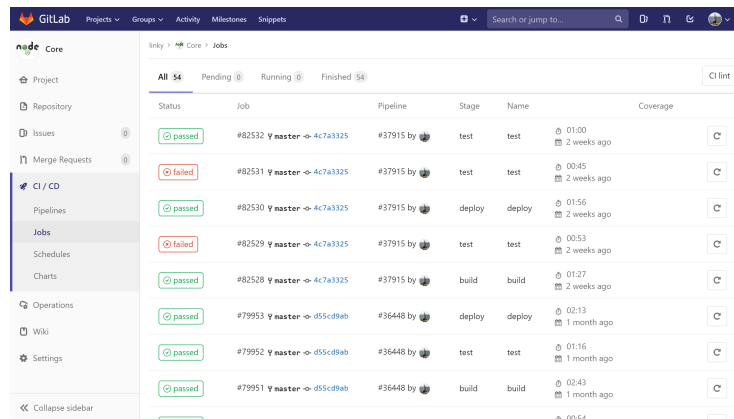 GitLab Projects Groups Activity Milestones Snippets Search or jump to...
node Core
linky > Core > Jobs
Project
Repository
Issues 0
Merge Requests 0
CI / CD
Pipelines
Jobs
Schedules
Charts
Operations
Wiki
Settings
Collapse sidebar
All 54 Pending 0 Running 0 Finished 54 CI lint
Status Job Pipeline Stage Name Coverage
passed #82532 master 4c7a3325 #37915 by test test 01:00
2 weeks ago
failed #82531 master 4c7a3325 #37915 by test test 00:45
2 weeks ago
passed #82530 master 4c7a3325 #37915 by deploy deploy 01:56
2 weeks ago
failed #82529 master 4c7a3325 #37915 by test test 00:53
2 weeks ago
passed #82528 master 4c7a3325 #37915 by build build 01:27
2 weeks ago
passed #79953 master d55cd9ab #36448 by deploy deploy 02:13
1 month ago
passed #79952 master d55cd9ab #36448 by test test 01:16
1 month ago
passed #79951 master d55cd9ab #36448 by build build 02:43
1 month ago
00:54